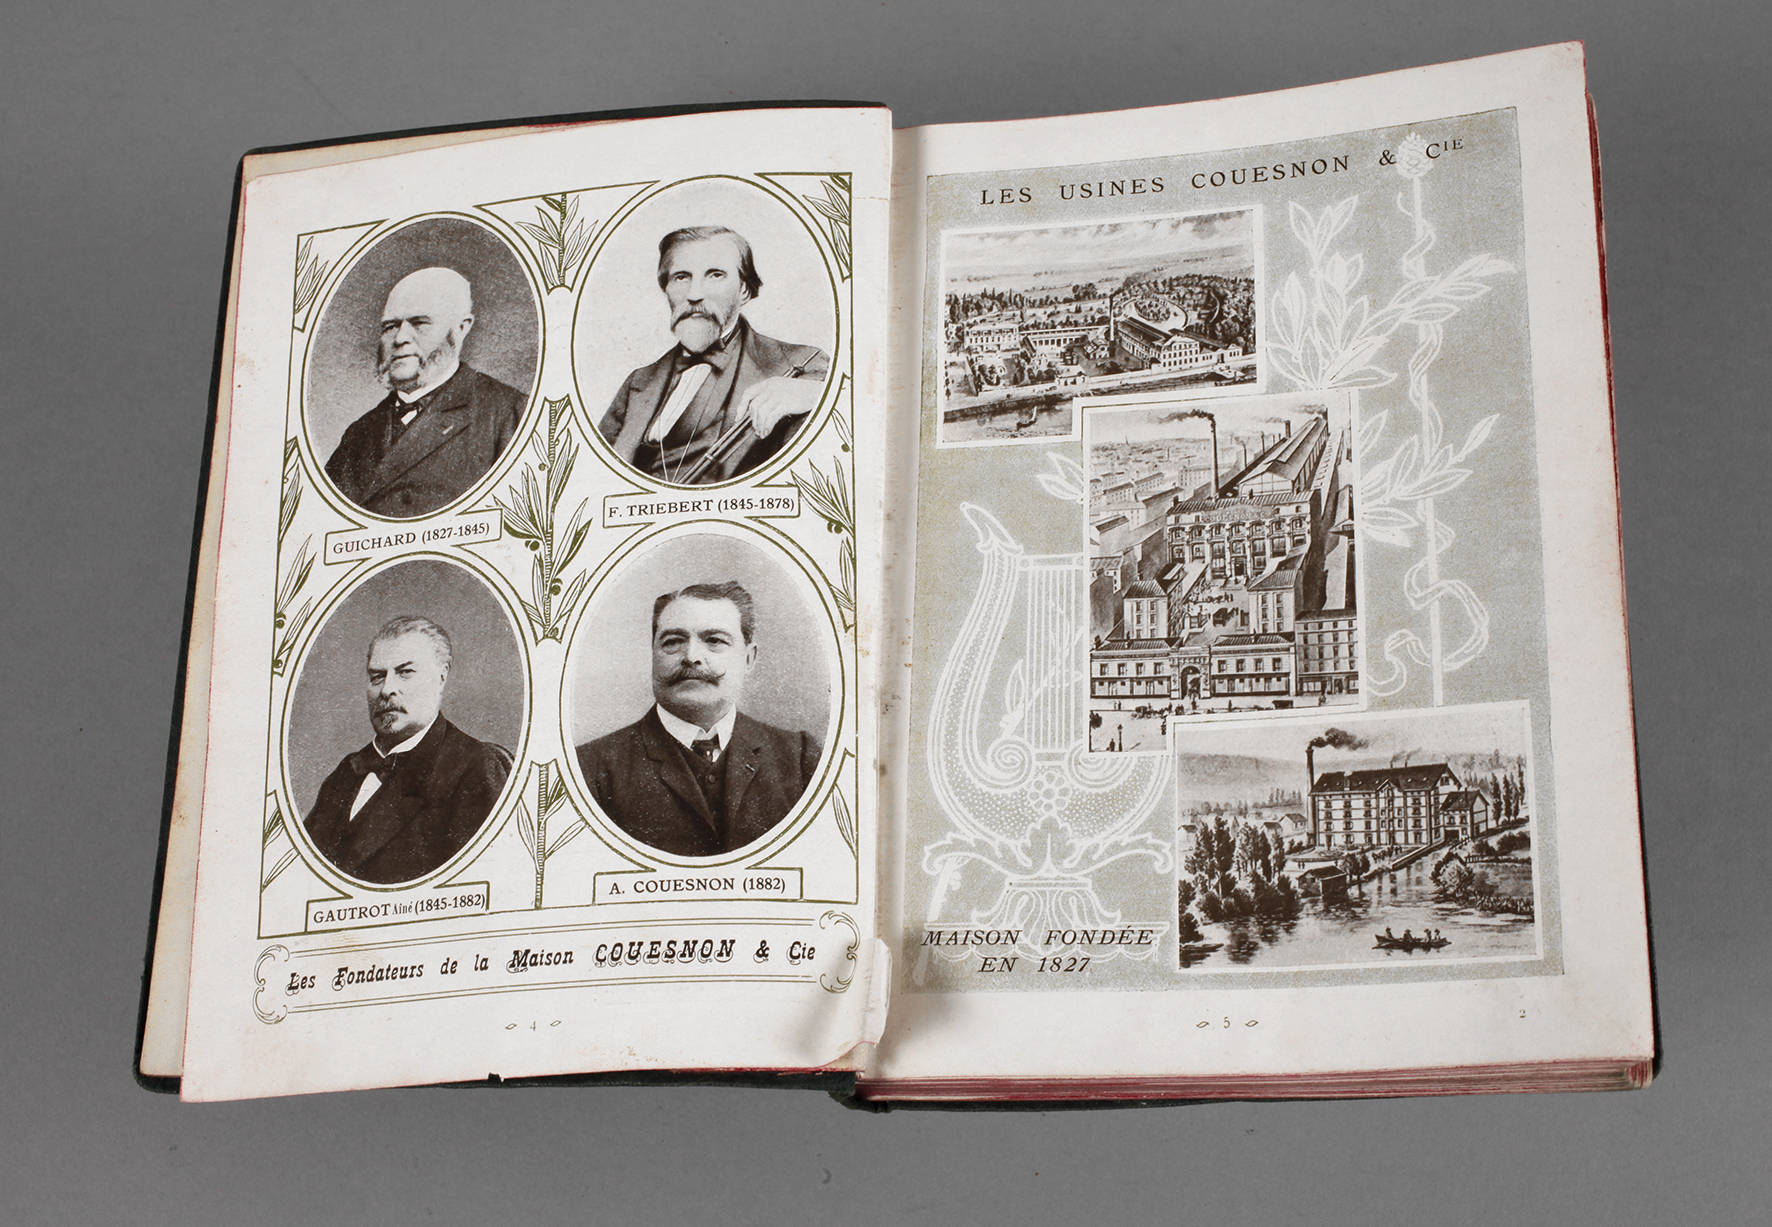 GUICHARD (1827-1845)
F. TRIEBERT (1845-1878)
GAUTROT Aîné (1845-1882)
A. COUESNON (1882)
Les Fondateurs de la Maison COUESNON & Cie
4
LES USINES COUESNON & CIE
MAISON FONDÉE
EN 1827
5
2